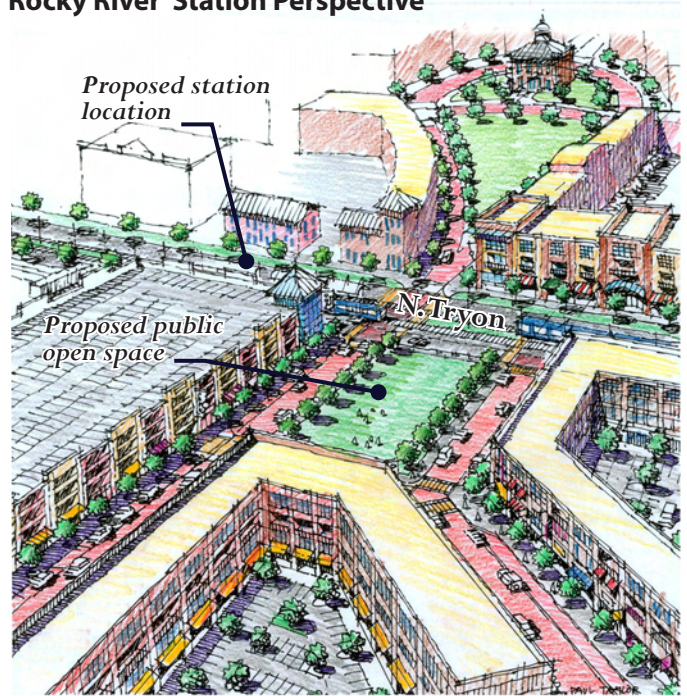 Rocky River Station Perspective
Proposed station
location
N. Tryon
Proposed public
open space